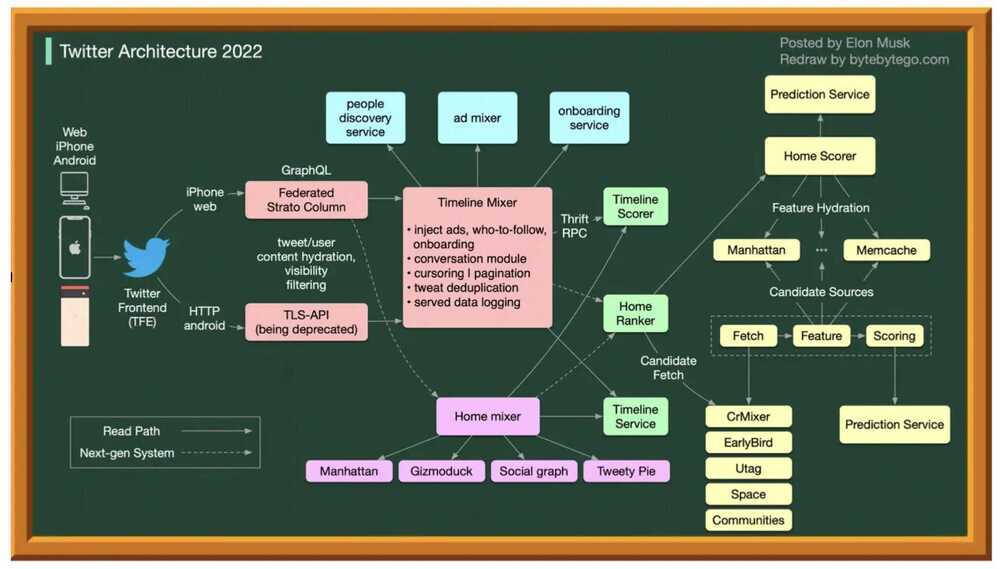 Twitter Architecture 2022
Posted by Elon Musk
Redraw by bytebytego.com
Web
iPhone
Android
Twitter
Frontend
(TFE)
iPhone
web
HTTP
android
GraphQL
Federated
Strato Column
tweet/user
content hydration,
visibility
filtering
TLS-API
(being deprecated)
people
discovery
service
ad mixer
onboarding
service
Timeline Mixer
• inject ads, who-to-follow,
onboarding
• conversation module
• cursoring | pagination
• tweat deduplication
• served data logging
Thrift
RPC
Timeline
Scorer
Home
Ranker
Candidate
Fetch
Timeline
Service
Home mixer
Manhattan
Gizmoduck
Social graph
Tweety Pie
Prediction Service
Home Scorer
Feature Hydration
Manhattan
•••
Memcache
Candidate Sources
Fetch
Feature
Scoring
CrMixer
EarlyBird
Utag
Space
Communities
Prediction Service
Read Path
Next-gen System